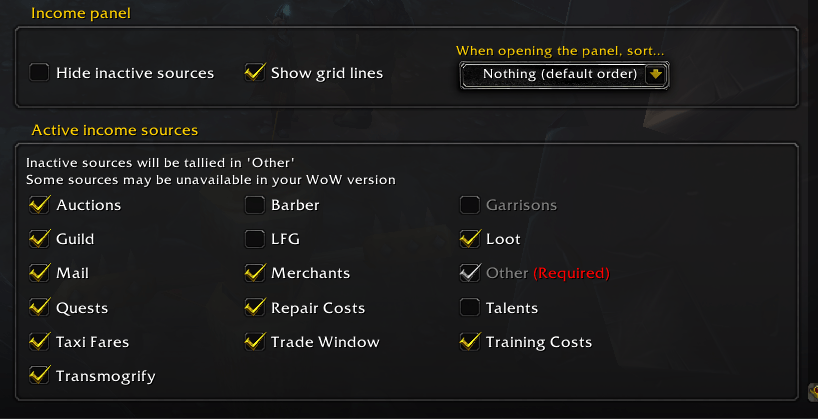 Income panel
When opening the panel, sort...
Hide inactive sources
Show grid lines
Nothing (default order)
Active income sources
Inactive sources will be tallied in 'Other'
Some sources may be unavailable in your WoW version
Auctions
Barber
Garrisons
Guild
LFG
Loot
Mail
Merchants
Other (Required)
Quests
Repair Costs
Talents
Taxi Fares
Trade Window
Training Costs
Transmogrify